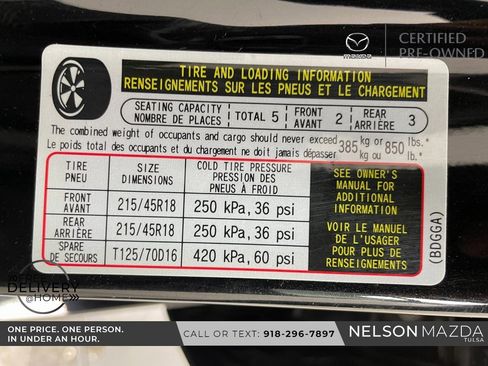 mazda
CERTIFIED
PRE-OWNED
TIRE AND LOADING INFORMATION
RENSEIGNEMENTS SUR LES PNEUS ET LE CHARGEMENT
SEATING CAPACITY
NOMBRE DE PLACES
TOTAL 5
FRONT
AVANT 2
REAR
ARRIÈRE 3
The combined weight of occupants and cargo should never exceed 385 kg or 850 lbs.*
Le poids total des occupants et du chargement ne doit jamais dépasser kg ou lb.*
TIRE
PNEU
SIZE
DIMENSIONS
COLD TIRE PRESSURE
PRESSION DES
PNEUS À FROID
FRONT
AVANT
215/45R18
250 kPa, 36 psi
REAR
ARRIÈRE
215/45R18
250 kPa, 36 psi
SPARE
DE SECOURS
T125/70D16
420 kPa, 60 psi
SEE OWNER'S
MANUAL FOR
ADDITIONAL
INFORMATION
VOIR LE MANUEL
DE L'USAGER
POUR PLUS DE
RENSEIGNEMENTS
(BDGGA)
DELIVERY
@HOME
ONE PRICE. ONE PERSON.
IN UNDER AN HOUR.
CALL OR TEXT: 918-296-7897
NELSON MAZDA
TULSA